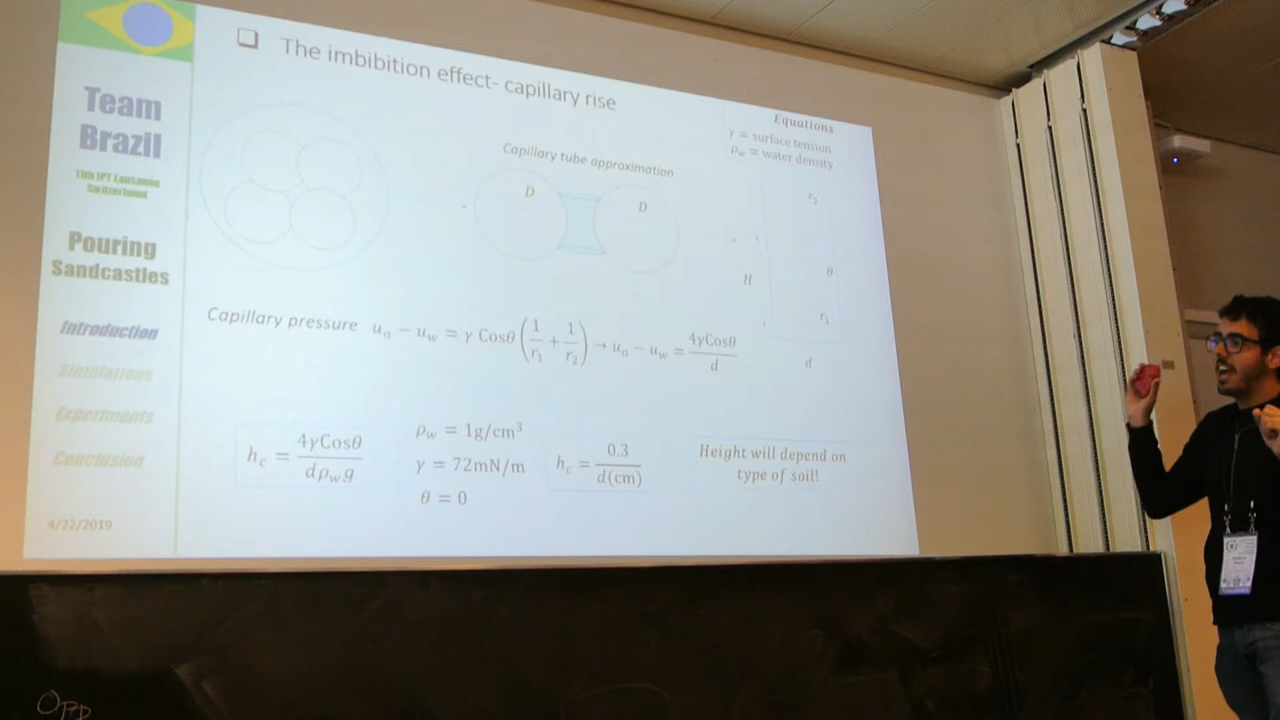 Team
Brazil
11th IPT Lausanne
Switzerland
Pouring
Sandcastles
Introduction
Simulations
Experiments
Conclusion
4/22/2019
❑ The imbibition effect- capillary rise
Capillary tube approximation
D
D
Equations
γ = surface tension
ρ_w = water density
r₂
H
θ
r₁
d
Capillary pressure u_a − u_w = γ Cosθ (1/r₁ + 1/r₂) → u_a − u_w = 4γCosθ/d
h_c = 4γCosθ/dρ_wg
ρ_w = 1g/cm³
γ = 72mN/m
θ = 0
h_c = 0.3/d(cm)
Height will depend on
type of soil!
OPP